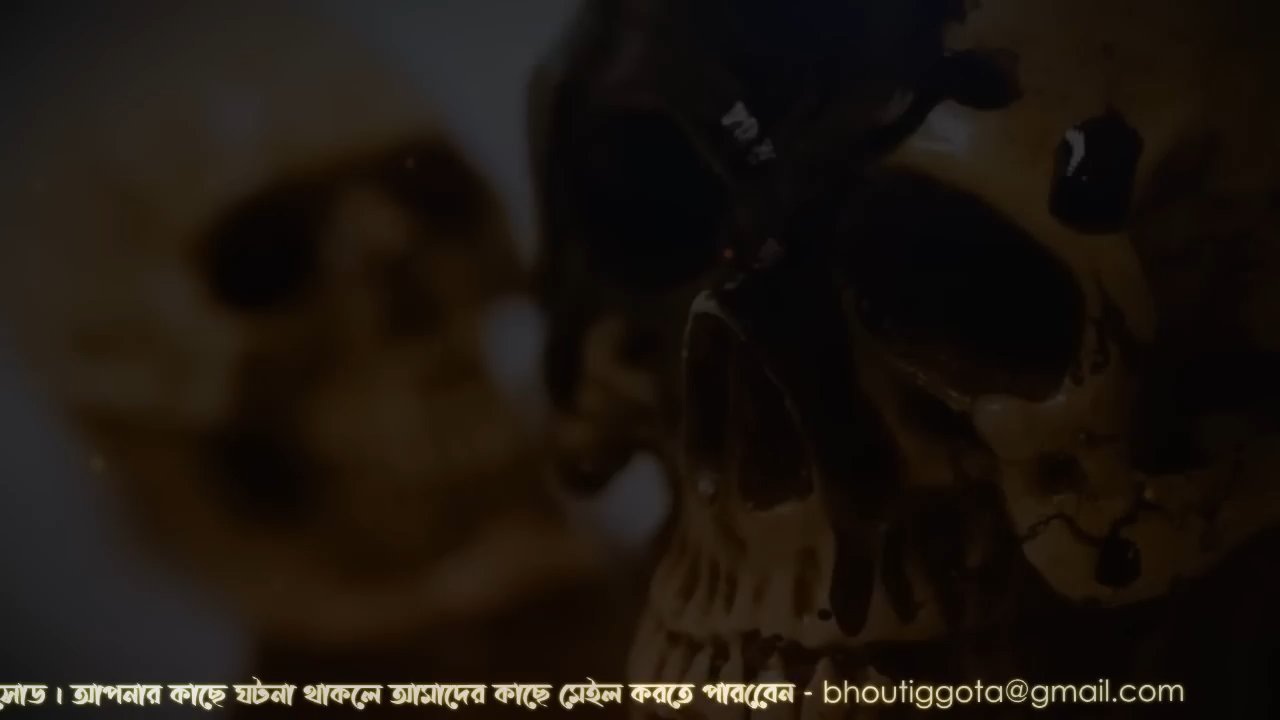 সোড । আপনার কাছে ঘটনা থাকলে আমাদের কাছে মেইল করতে পারবেন - bhoutiggota@gmail.com